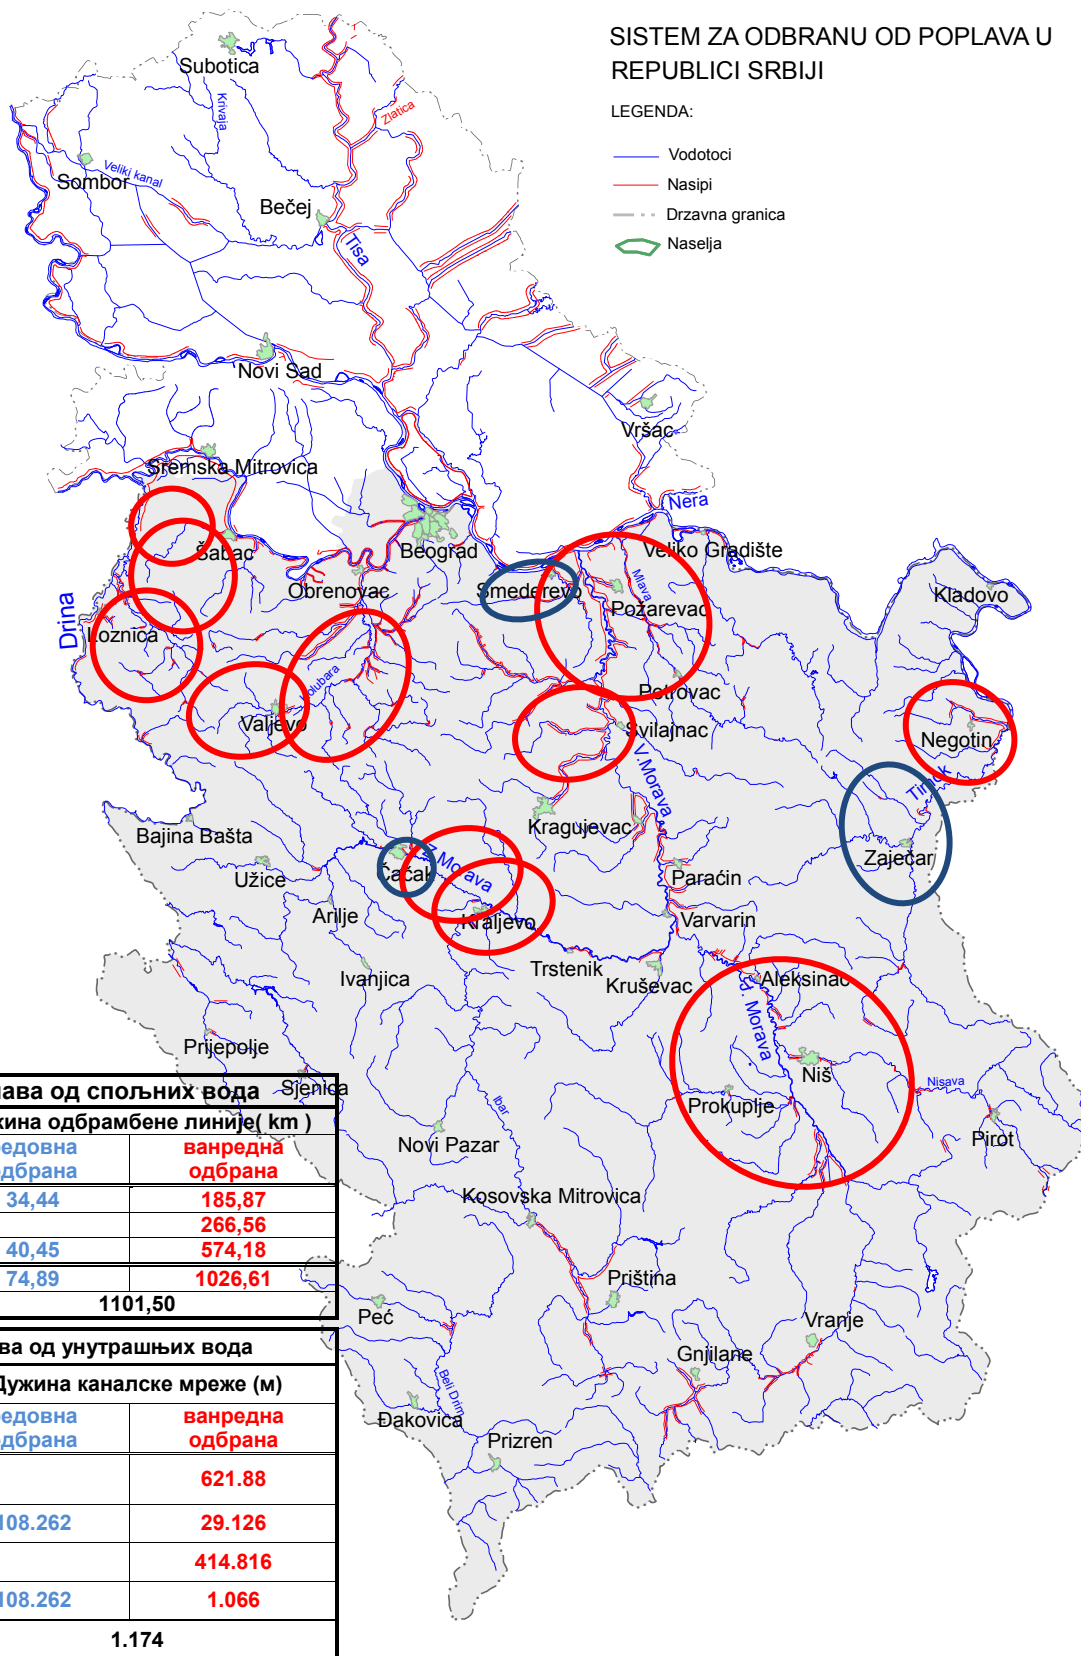 SISTEM ZA ODBRANU OD POPLAVA U
REPUBLICI SRBIJI
LEGENDA:
Vodotoci
Nasipi
Drzavna granica
Naselja
Subotica
Krivaja
Zlatica
Sombor
Veliki kanal
Bečej
Tisa
Novi Sad
Vršac
Sremska Mitrovica
Nera
Šabac
Beograd
Veliko Gradište
Obrenovac
Smederevo
Mlava
Požarevac
Kladovo
Drina
Loznica
Kolubara
Petrovac
Valjevo
Svilajnac
Negotin
V.Morava
Timok
Bajina Bašta
Kragujevac
Z.Morava
Užice
Čačak
Zaječar
Paraćin
Arilje
Kraljevo
Varvarin
Ivanjica
Trstenik
Kruševac
Aleksinac
J. Morava
Prijepolje
Niš
Sjenica
Nisava
Ibar
Prokuplje
Pirot
Novi Pazar
Kosovska Mitrovica
Priština
Peć
Vranje
Gnjilane
Beli Drim
Đakovica
Prizren
лава од спољних вода
жина одбрамбене линије( km )
редовна ванредна
одбрана одбрана
34,44 185,87
266,56
40,45 574,18
74,89 1026,61
1101,50
ва од унутрашњих вода
Дужина каналске мреже (м)
редовна ванредна
одбрана одбрана
621.88
108.262 29.126
414.816
108.262 1.066
1.174